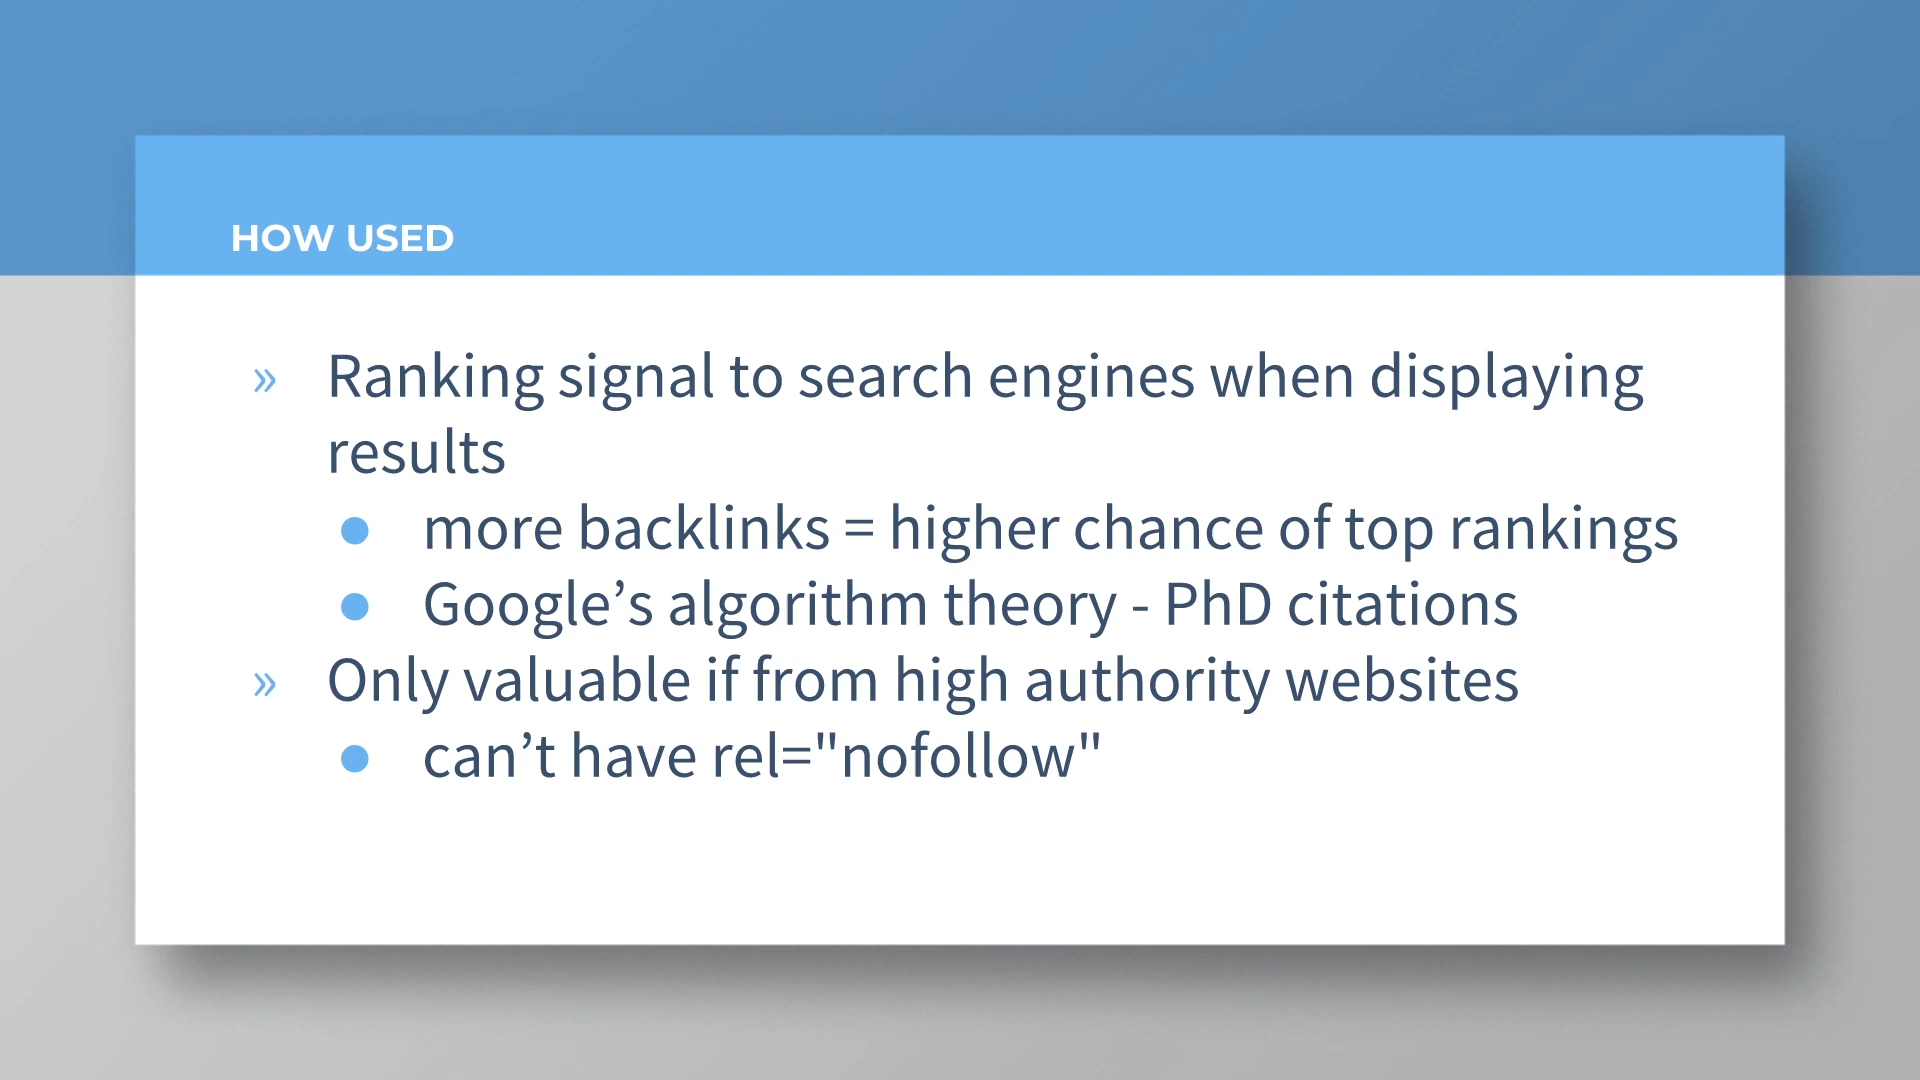 HOW USED
» Ranking signal to search engines when displaying
results
● more backlinks = higher chance of top rankings
● Google’s algorithm theory - PhD citations
» Only valuable if from high authority websites
● can’t have rel="nofollow"